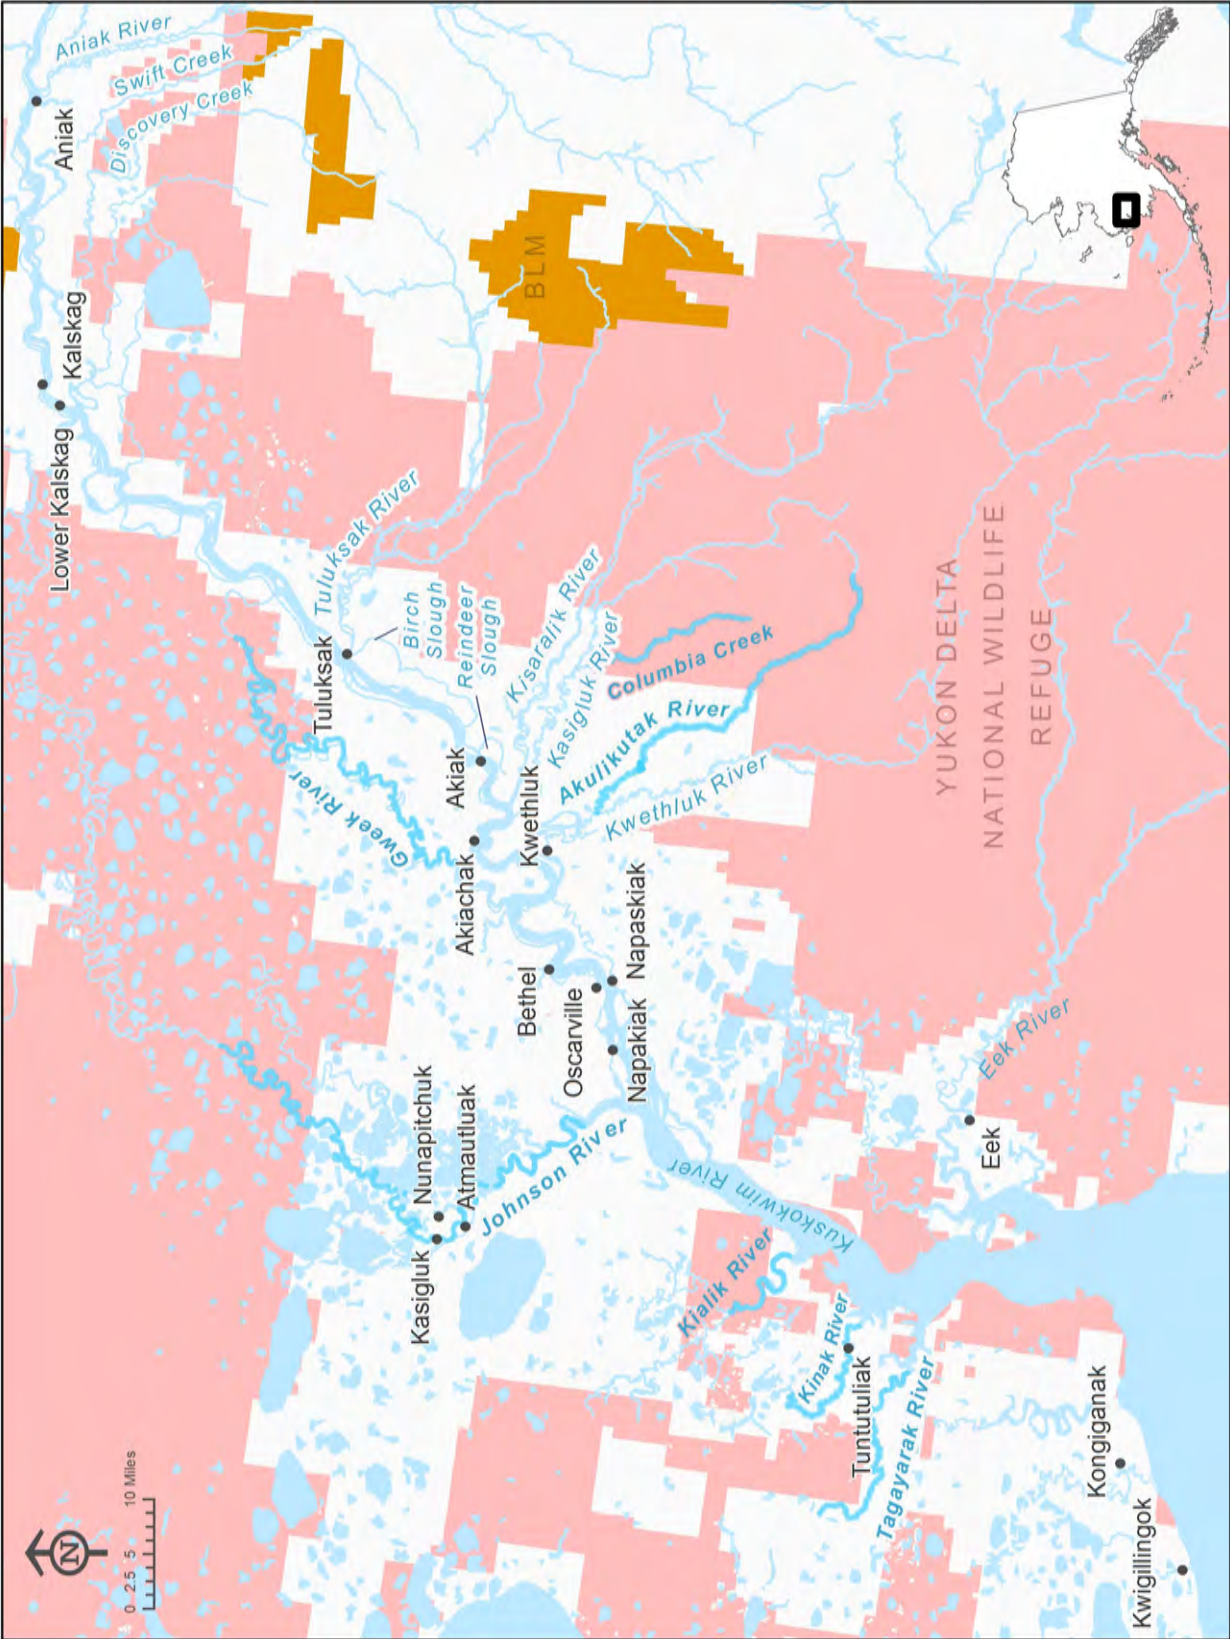 Aniak River
Swift Creek
Discovery Creek
Aniak
Kalskag
Lower Kalskag
BLM
Tuluksak River
Tuluksak
Birch
Slough
Reindeer
Slough
Kisaralik River
Kasigluk River
Columbia Creek
Akulikutak River
Kwethluk River
Gweek River
Akiak
Akiachak
Kwethluk
Bethel
Oscarville
Napaskiak
Napakiak
Nunapitchuk
Atmautluak
Kasigluk
Johnson River
Kuskokwim River
Kialik River
Kinak River
Tuntutuliak
Tagayarak River
Eek River
Eek
YUKON DELTA
NATIONAL WILDLIFE
REFUGE
Kongiganak
Kwigillingok
N
0 2.5 5 10 Miles